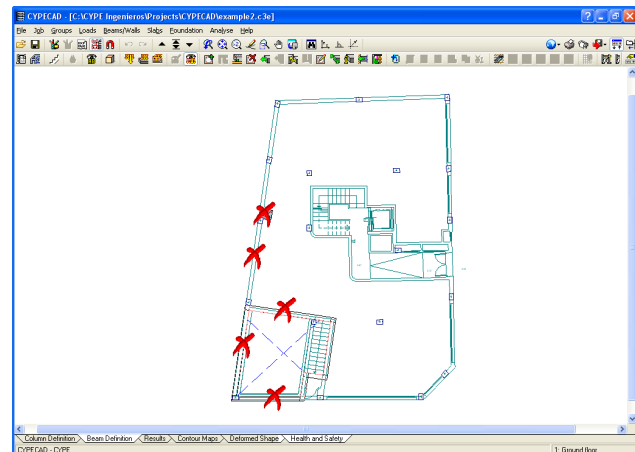 CYPECAD - [C:\CYPE Ingenieros\Projects\CYPECAD\example2.c3e]
File Job Groups Loads Beams/Walls Slabs Foundation Analyse Help
Column Definition Beam Definition Results Contour Maps Deformed Shape Health and Safety
CYPECAD - CYPE 1: Ground floor